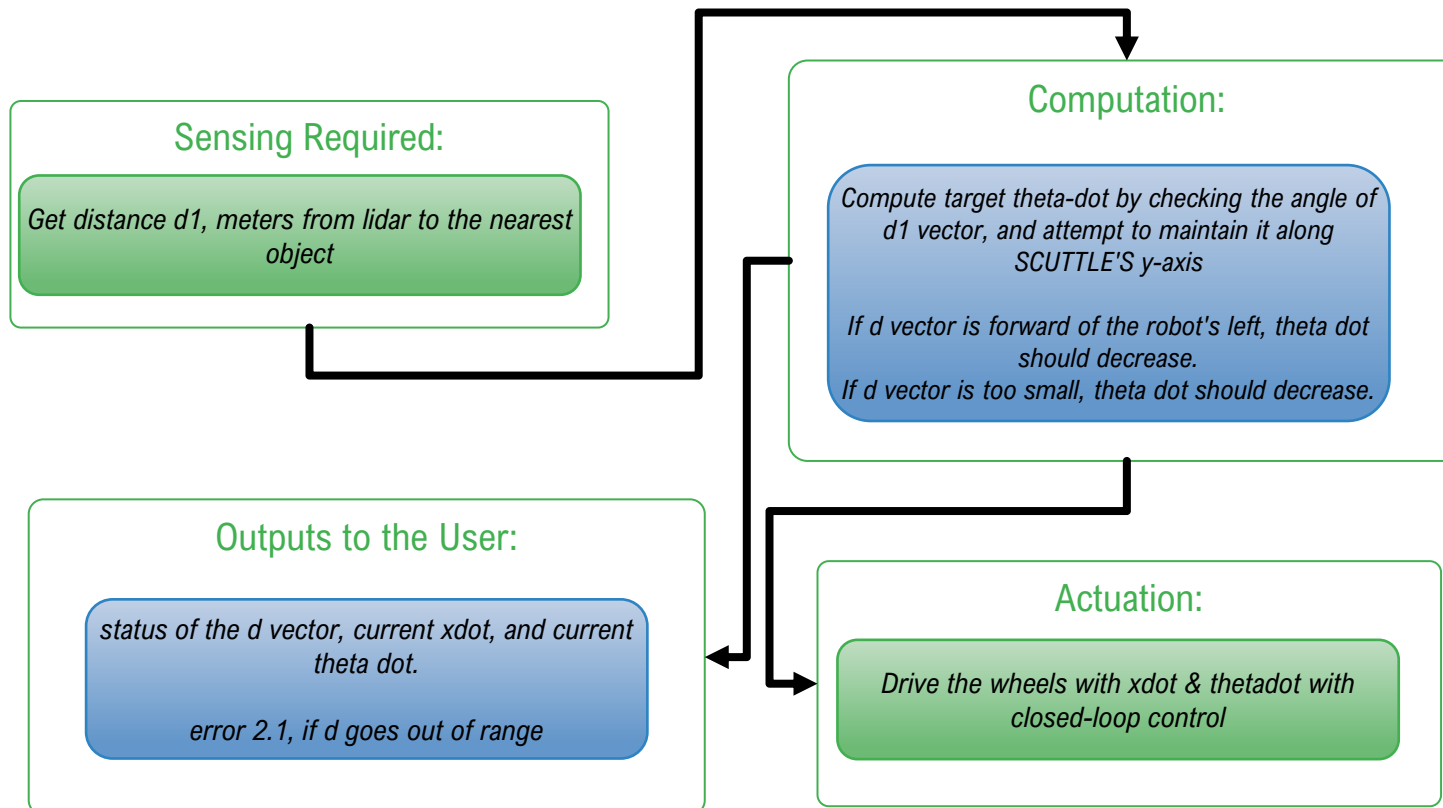 Sensing Required:
Get distance d1, meters from lidar to the nearest
object
Computation:
Compute target theta-dot by checking the angle of
d1 vector, and attempt to maintain it along
SCUTTLE'S y-axis
If d vector is forward of the robot's left, theta dot
should decrease.
If d vector is too small, theta dot should decrease.
Outputs to the User:
status of the d vector, current xdot, and current
theta dot.
error 2.1, if d goes out of range
Actuation:
Drive the wheels with xdot & thetadot with
closed-loop control